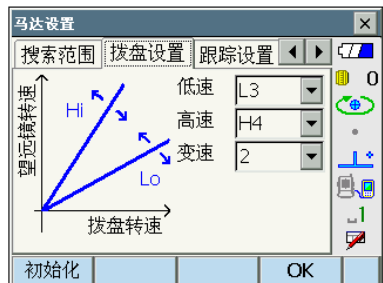 马达设置
搜索范围 拨盘设置 跟踪设置
望远镜转速
Hi
Lo
拨盘转速
低速 L3
高速 H4
变速 2
0
1
初始化 OK